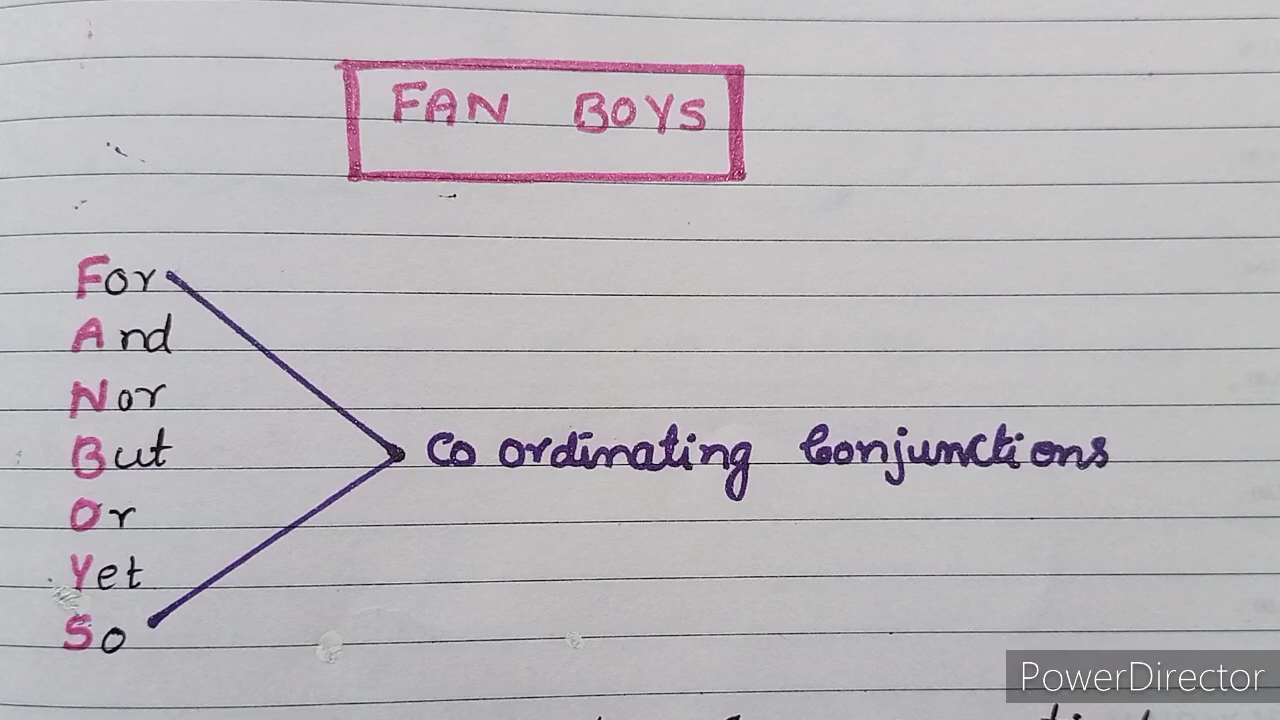 FAN BOYS
For
And
Nor
But
Co ordinating Conjunctions
Or
Yet
So
PowerDirector